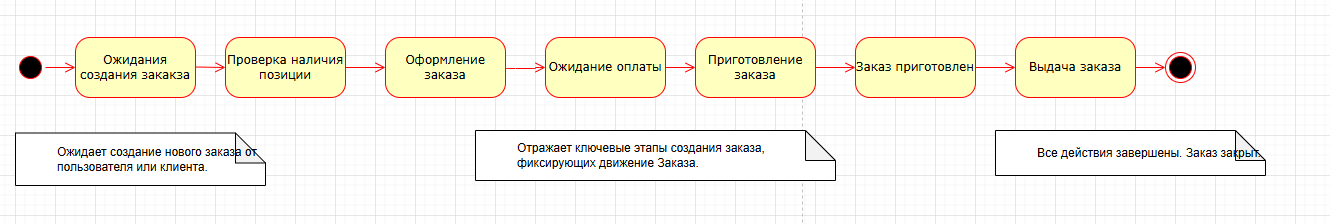 Ожидания
создания закакза
Проверка наличия
позиции
Оформление
заказа
Ожидание оплаты
Приготовление
заказа
Заказ приготовлен
Выдача заказа
Ожидает создание нового заказа от
пользователя или клиента.
Отражает ключевые этапы создания заказа,
фиксирующих движение Заказа.
Все действия завершены. Заказ закрыт.